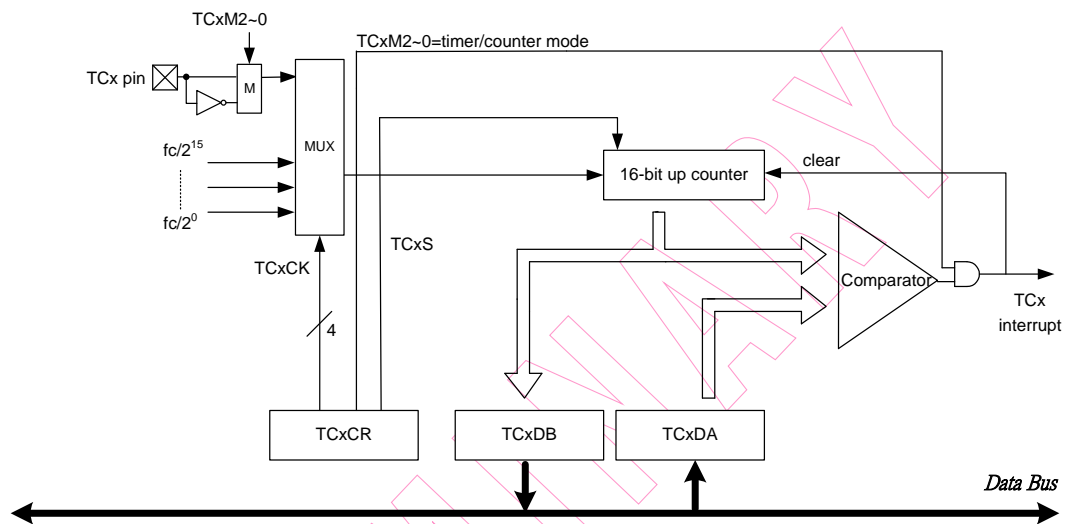 TCxM2~0
TCxM2~0=timer/counter mode
TCx pin
M
MUX
fc/2^15
fc/2^0
16-bit up counter
clear
TCxCK
TCxS
Comparator
TCx
interrupt
4
TCxCR
TCxDB
TCxDA
Data Bus